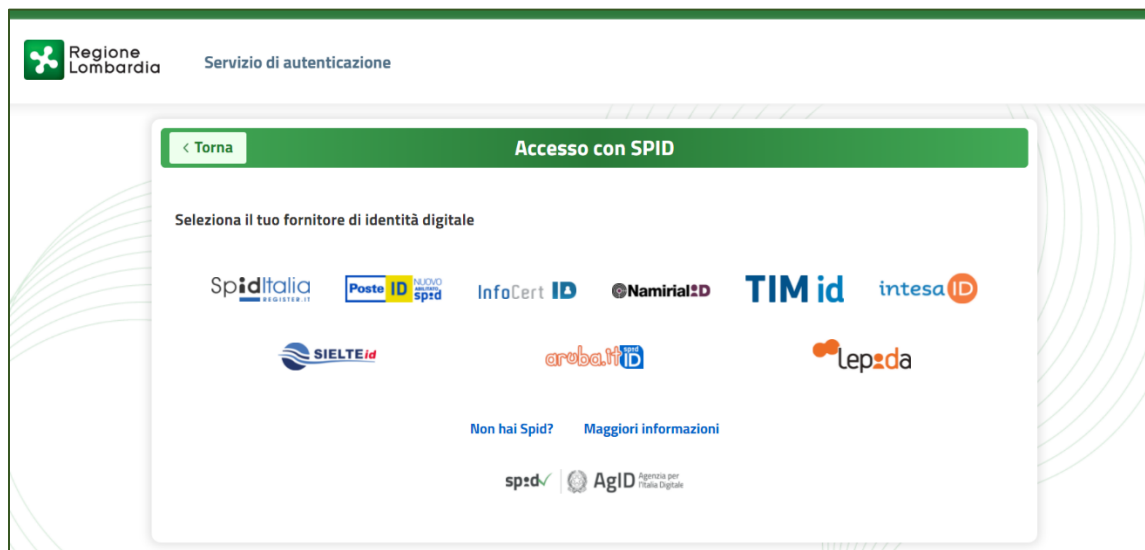 Regione
Lombardia
Servizio di autenticazione
< Torna
Accesso con SPID
Seleziona il tuo fornitore di identità digitale
SpidItalia
REGISTER.IT
Poste ID NUOVO
ABILITATO
spid
InfoCert ID
Namirial ID
TIM id
intesa ID
SIELTE id
aruba.it spid
ID
Lepida
Non hai Spid? Maggiori informazioni
spid AgID Agenzia per
l'Italia Digitale